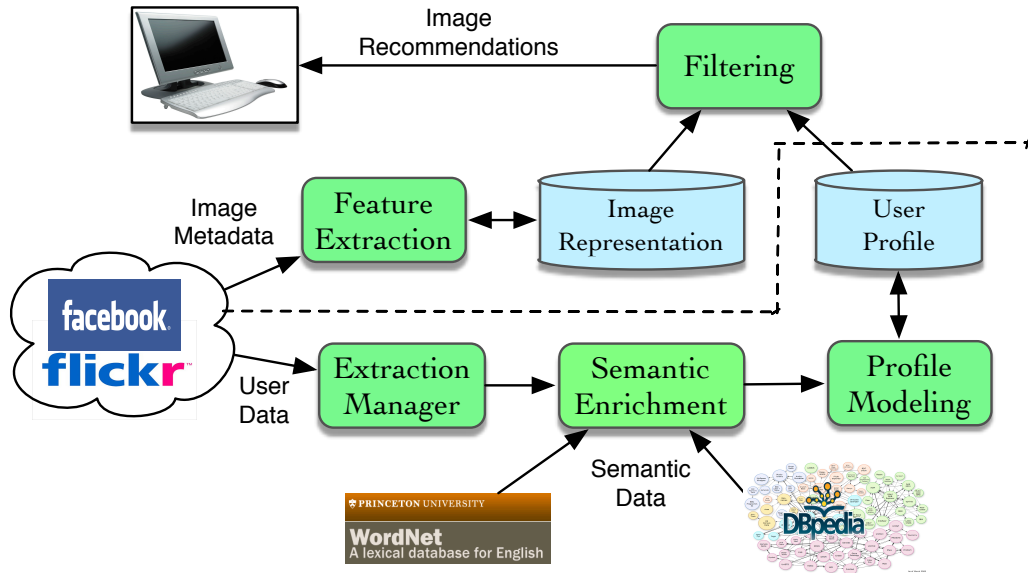 Image
Recommendations
Filtering
Image
Metadata
Feature
Extraction
Image
Representation
User
Profile
facebook
flickr™
User
Data
Extraction
Manager
Semantic
Enrichment
Profile
Modeling
Semantic
Data
PRINCETON UNIVERSITY
WordNet
A lexical database for English
DBpedia